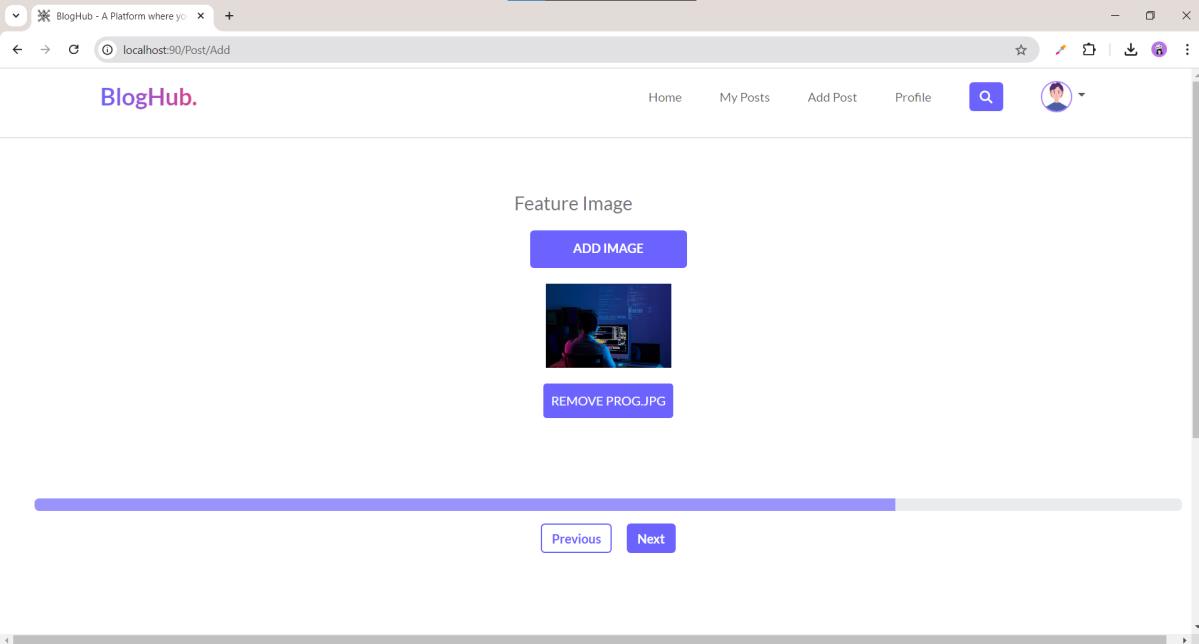 BlogHub - A Platform where yo
localhost:90/Post/Add
BlogHub.
Home
My Posts
Add Post
Profile
Feature Image
ADD IMAGE
REMOVE PROG.JPG
Previous
Next